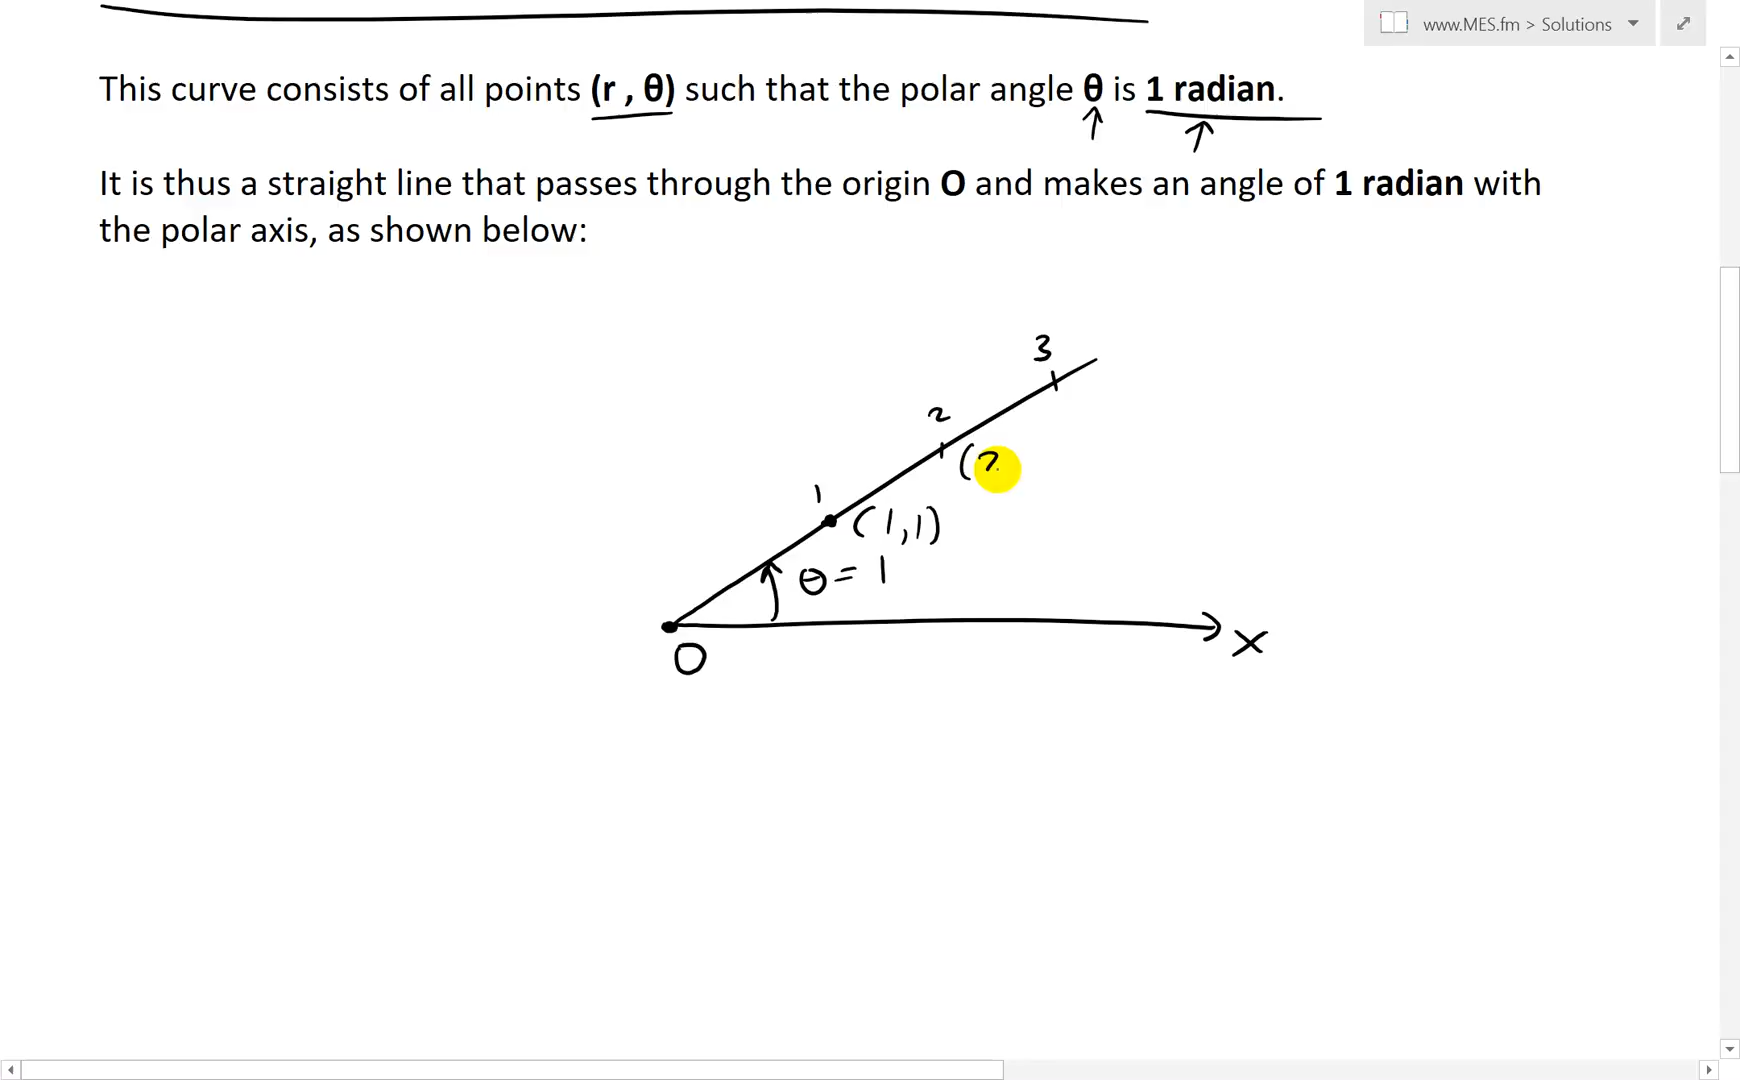 www.MES.fm > Solutions
This curve consists of all points (r , θ) such that the polar angle θ is 1 radian.
It is thus a straight line that passes through the origin O and makes an angle of 1 radian with
the polar axis, as shown below:
3
2
(2
1
(1,1)
θ = 1
O
X